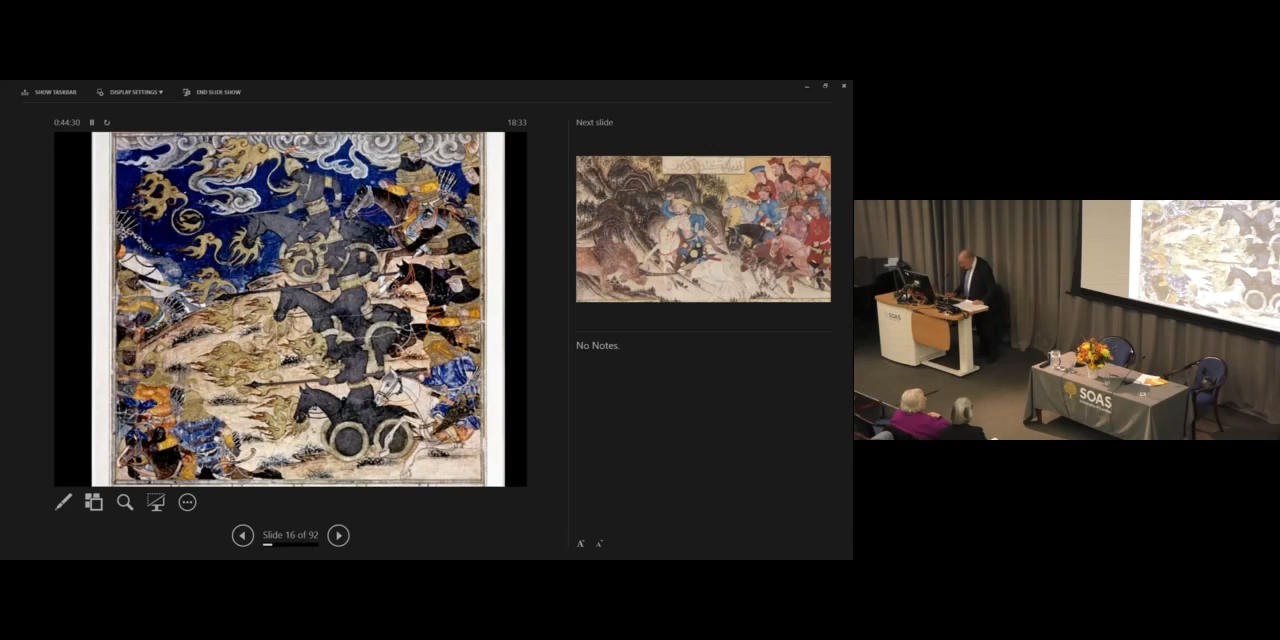 SHOW TASKBAR
DISPLAY SETTINGS ▼
END SLIDE SHOW
0:44:30
18:33
Next slide
No Notes.
Slide 16 of 92
A
A
SOAS
SOAS